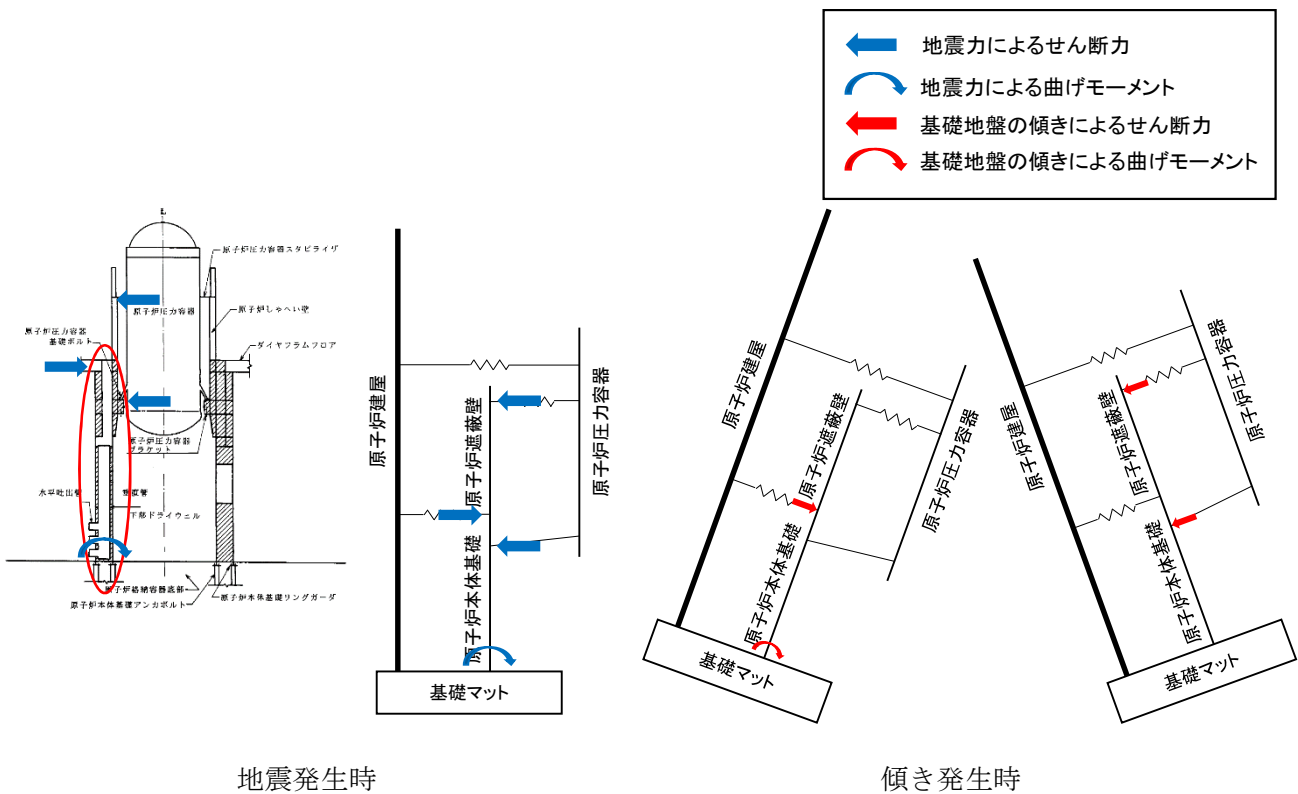 地震力によるせん断力
地震力による曲げモーメント
基礎地盤の傾きによるせん断力
基礎地盤の傾きによる曲げモーメント
原子炉圧力容器スタビライザ
原子炉圧力容器
原子炉しゃへい壁
原子炉圧力容器
基礎ボルト
ダイヤフラムフロア
原子炉圧力容器
ブラケット
水平吐出管
垂直管
下部ドライウェル
原子炉格納容器底部
原子炉本体基礎アンカボルト
原子炉本体基礎リングガーダ
原子炉建屋
原子炉遮蔽壁
原子炉圧力容器
原子炉本体基礎
基礎マット
原子炉建屋
原子炉遮蔽壁
原子炉圧力容器
原子炉本体基礎
基礎マット
原子炉建屋
原子炉遮蔽壁
原子炉圧力容器
原子炉本体基礎
基礎マット
地震発生時
傾き発生時